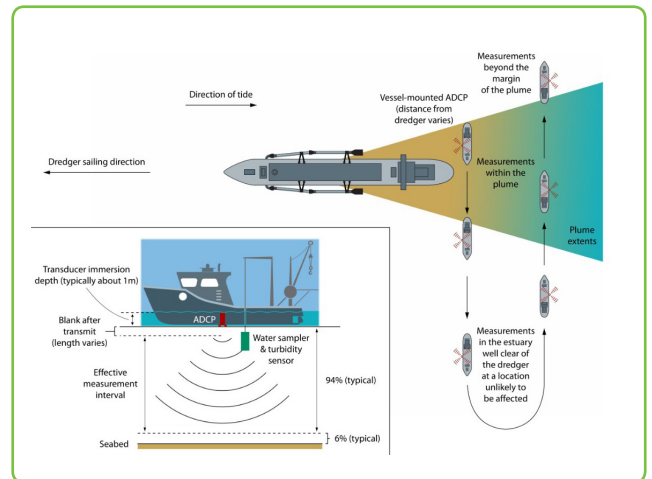 Direction of tide
Dredger sailing direction
Vessel-mounted ADCP
(distance from
dredger varies)
Measurements
beyond the
margin
of the plume
Measurements
within the
plume
Plume
extents
Measurements
in the estuary
well clear of
the dredger
at a location
unlikely to
be affected
Transducer immersion
depth (typically about 1m)
Blank after
transmit
(length varies)
ADCP
Water sampler
& turbidity
sensor
Effective
measurement
interval
94% (typical)
6% (typical)
Seabed